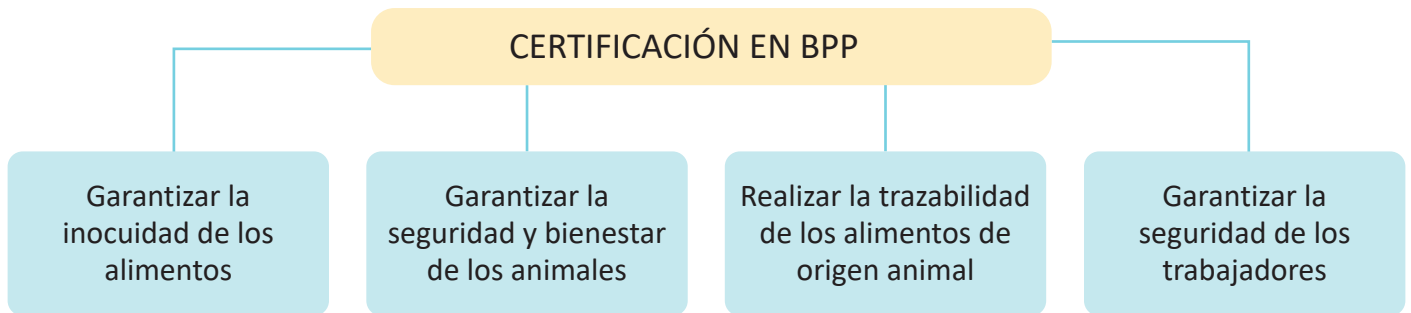 CERTIFICACIÓN EN BPP
Garantizar la
inocuidad de los
alimentos
Garantizar la
seguridad y bienestar
de los animales
Realizar la trazabilidad
de los alimentos de
origen animal
Garantizar la
seguridad de los
trabajadores